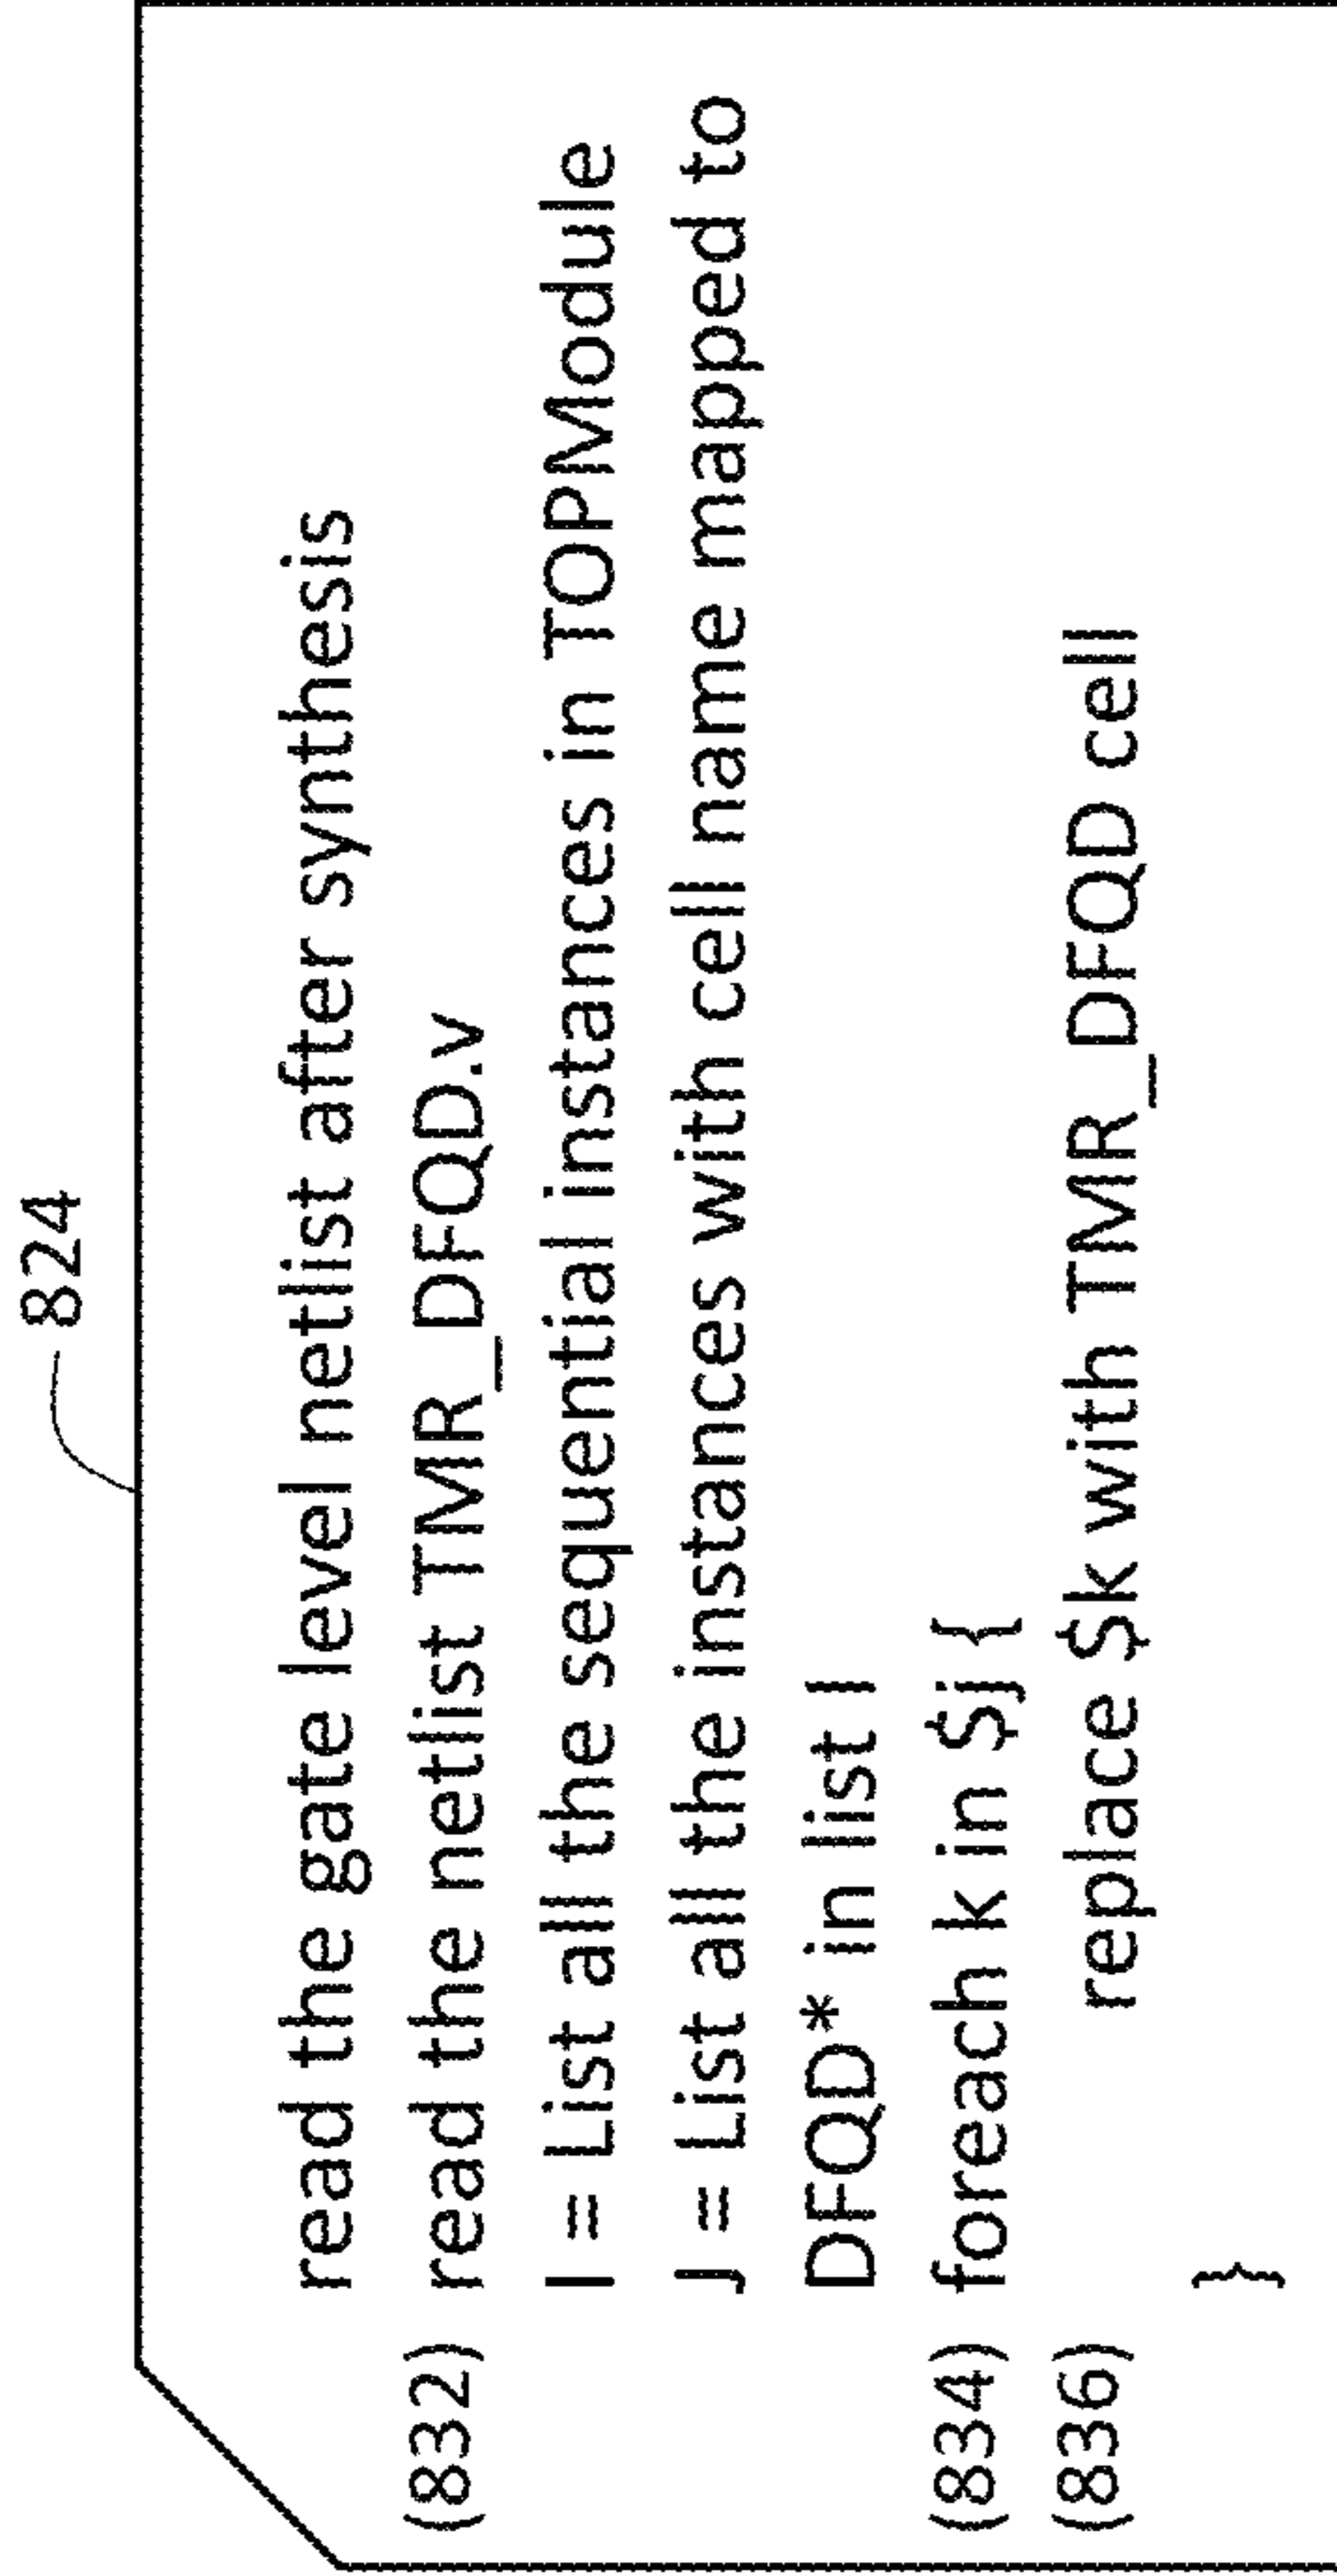 824
read the gate level netlist after synthesis
(832) read the netlist TMR_DFQD.v
I = List all the sequential instances in TOPModule
J = List all the instances with cell name mapped to
DFQD* in list I
(834) foreach k in $j {
(836) replace $k with TMR_DFQD cell
}